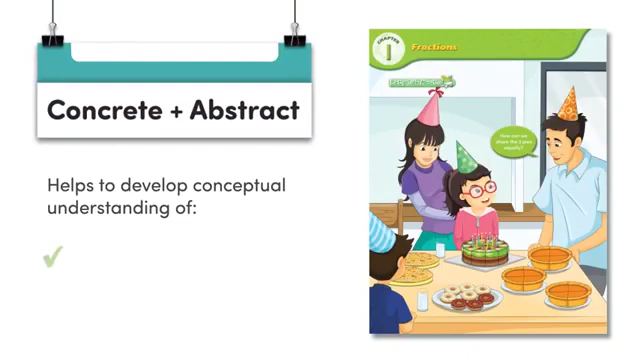 Concrete + Abstract
Helps to develop conceptual
understanding of:
CHAPTER
1
Fractions
How can we
share the 3 pies
equally?